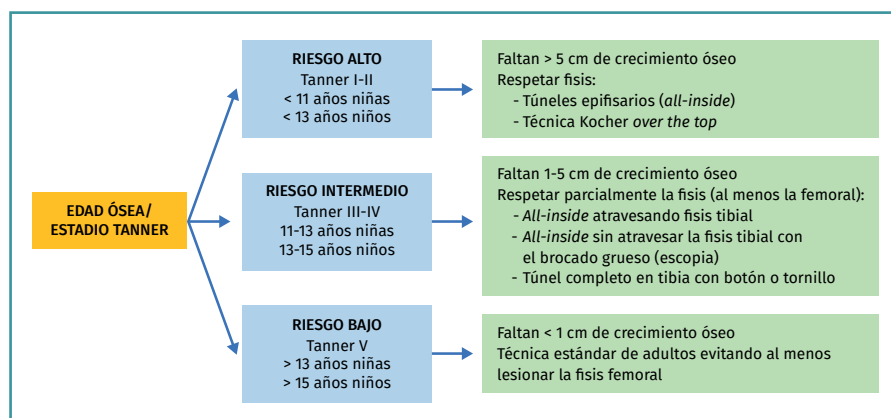 EDAD ÓSEA/
ESTADIO TANNER
RIESGO ALTO
Tanner I-II
< 11 años niñas
< 13 años niños
Faltan > 5 cm de crecimiento óseo
Respetar fisis:
- Túneles epifisarios (all-inside)
- Técnica Kocher over the top
RIESGO INTERMEDIO
Tanner III-IV
11-13 años niñas
13-15 años niños
Faltan 1-5 cm de crecimiento óseo
Respetar parcialmente la fisis (al menos la femoral):
- All-inside atravesando fisis tibial
- All-inside sin atravesar la fisis tibial con
el brocado grueso (escopia)
- Túnel completo en tibia con botón o tornillo
RIESGO BAJO
Tanner V
> 13 años niñas
> 15 años niños
Faltan < 1 cm de crecimiento óseo
Técnica estándar de adultos evitando al menos
lesionar la fisis femoral